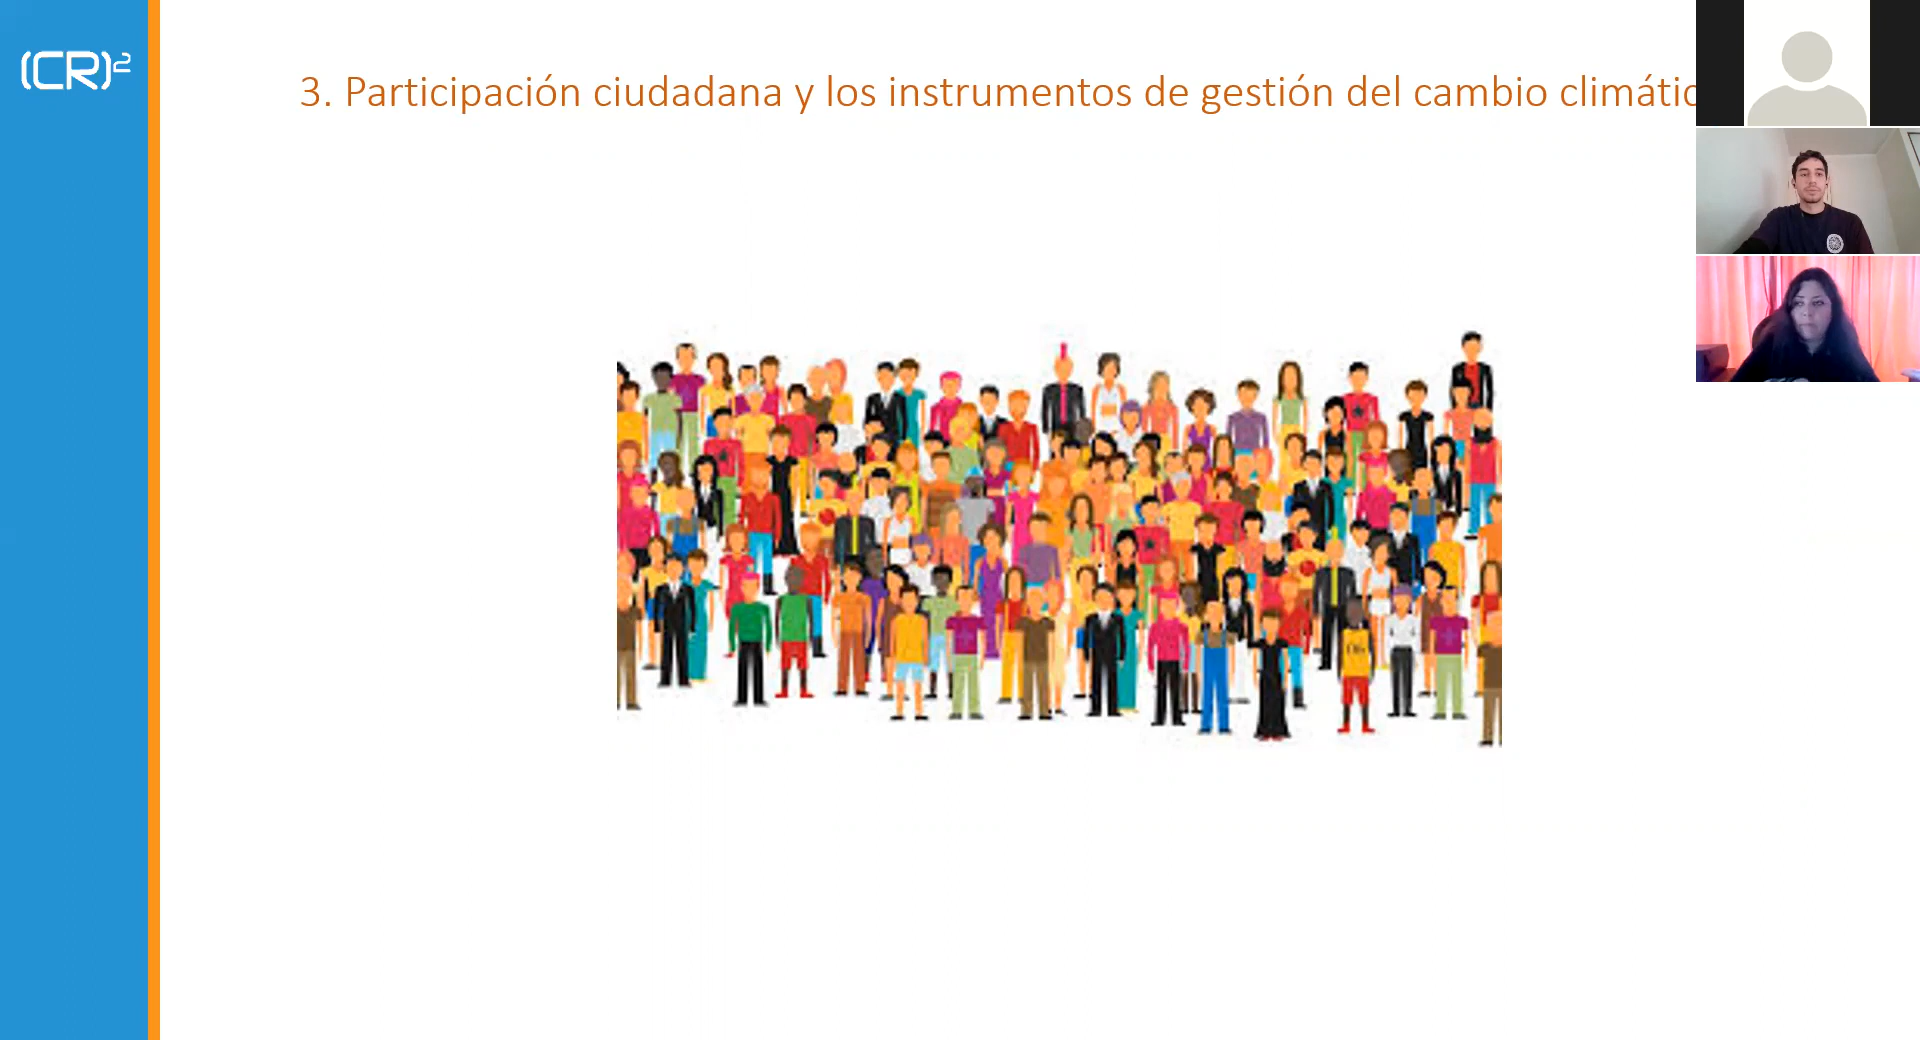 (CR)²
3. Participación ciudadana y los instrumentos de gestión del cambio climátic